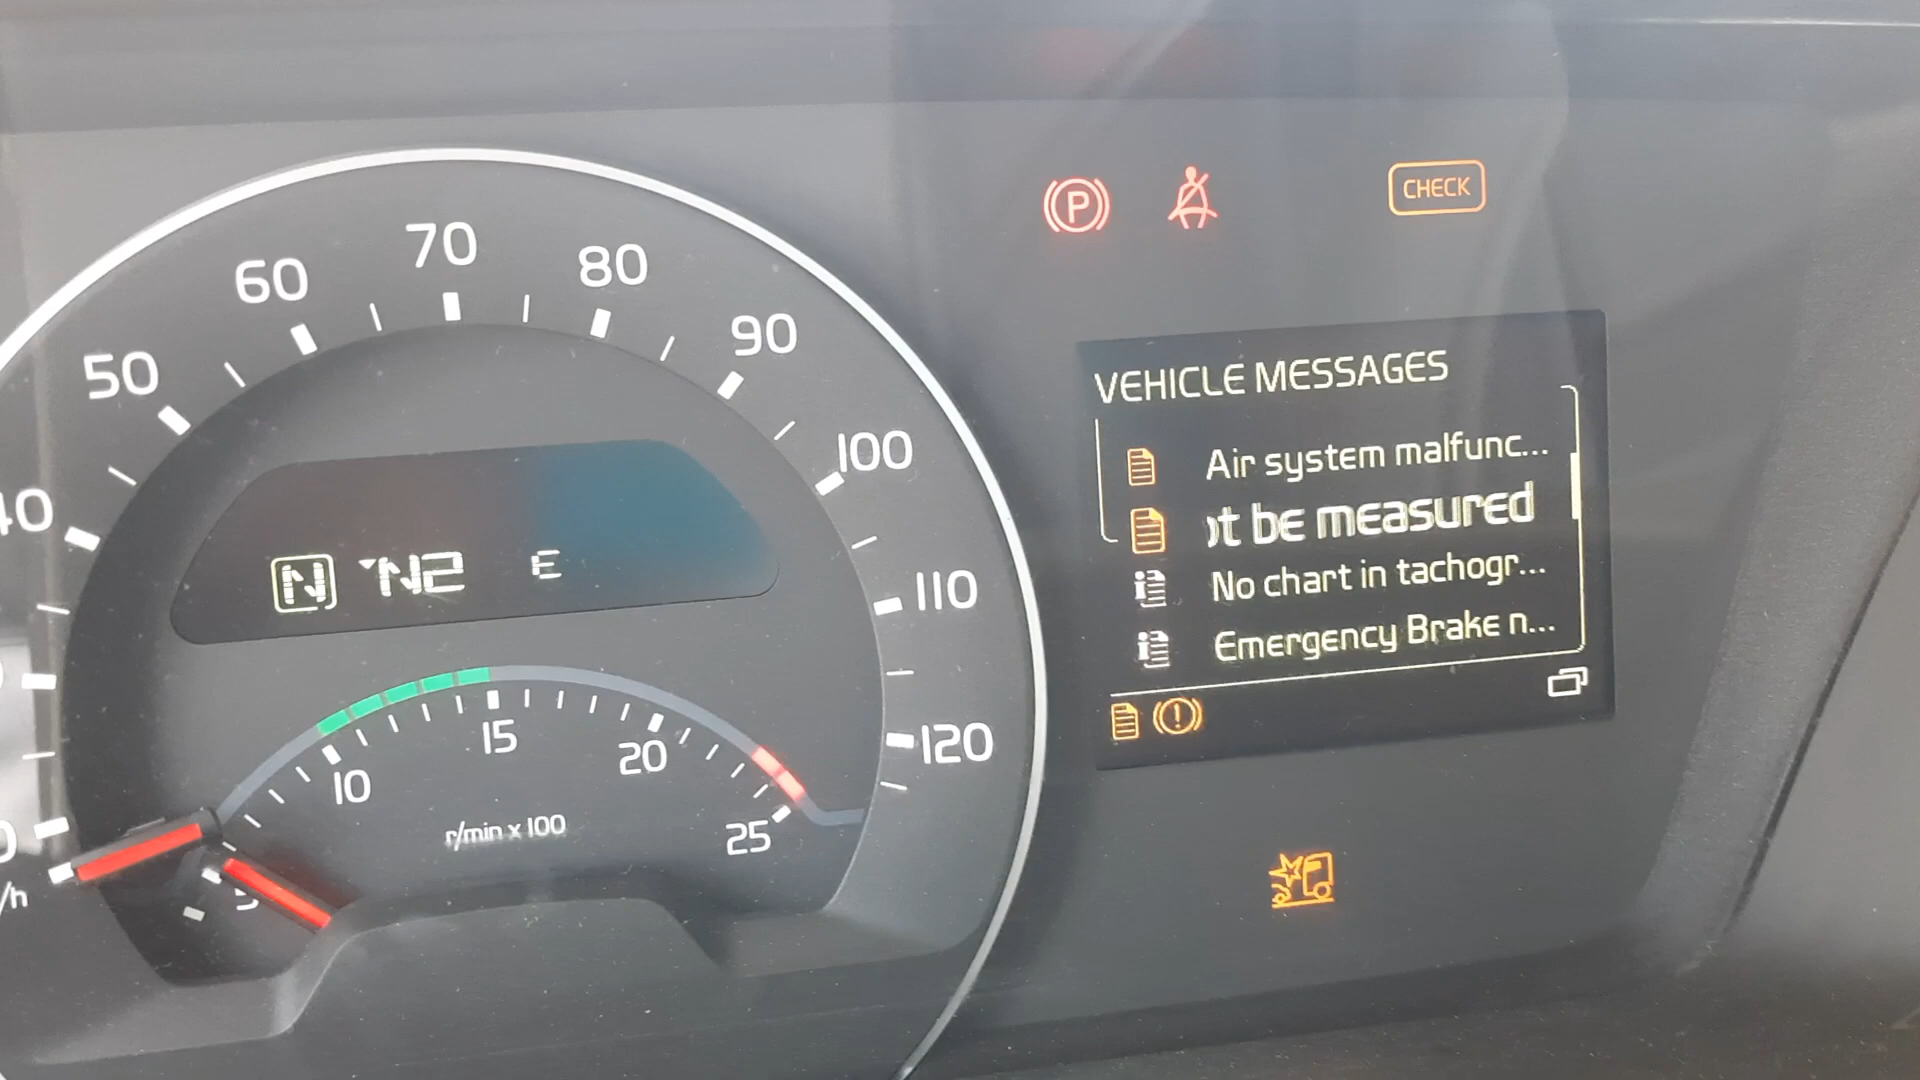 50
60
70
80
90
100
110
120
N
E
10
15
20
25
r/min x 100
/h
P
CHECK
VEHICLE MESSAGES
Air system malfunc...
t be measured
No chart in tachogr...
Emergency Brake n...